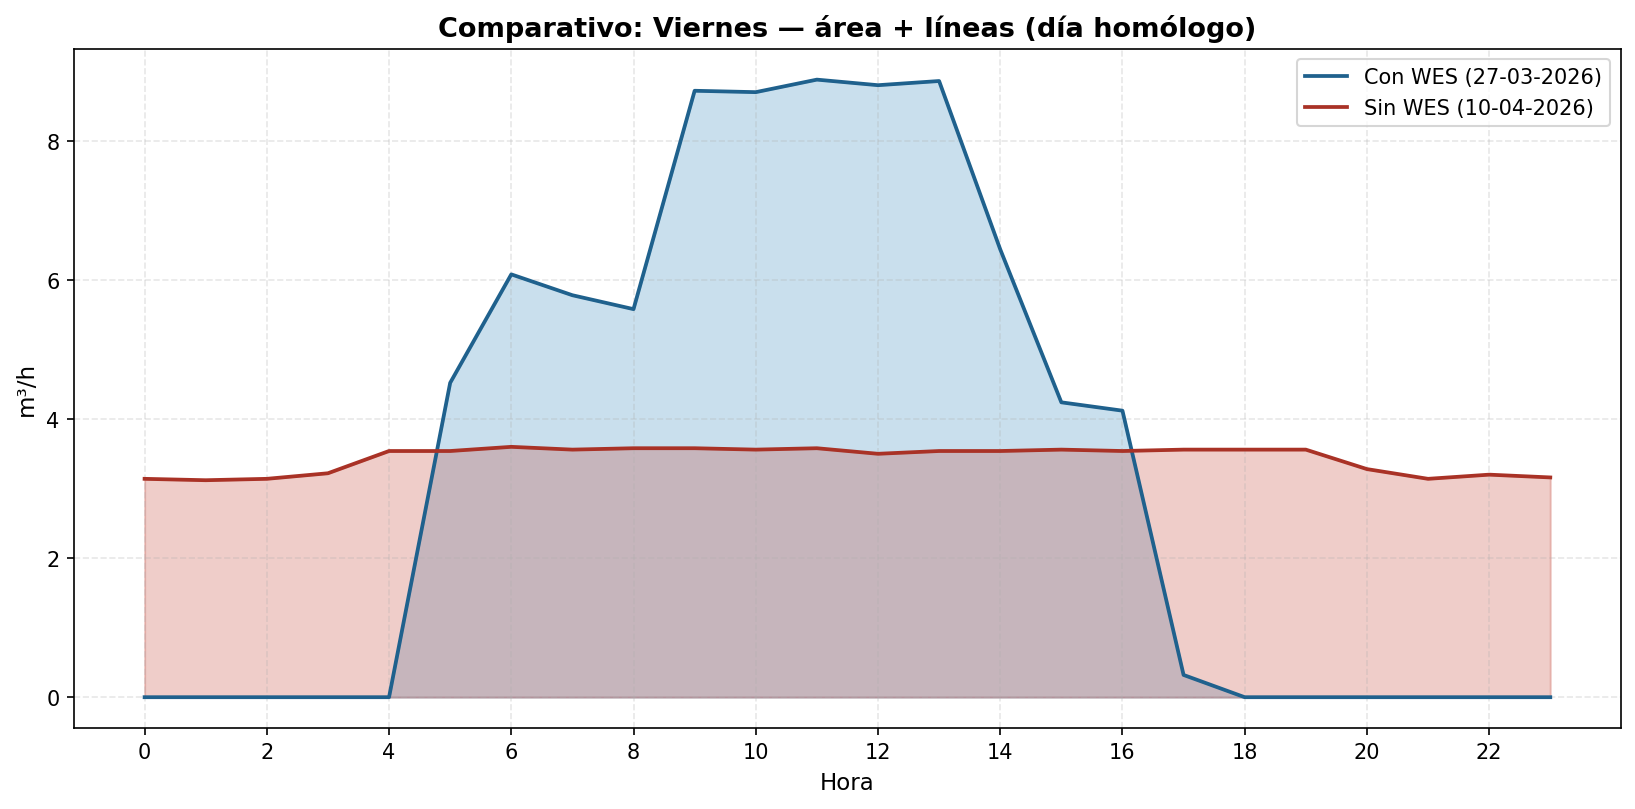 Comparativo: Viernes — área + líneas (día homólogo)
Con WES (27-03-2026)
Sin WES (10-04-2026)
8
6
4
2
0
m³/h
0 2 4 6 8 10 12 14 16 18 20 22
Hora